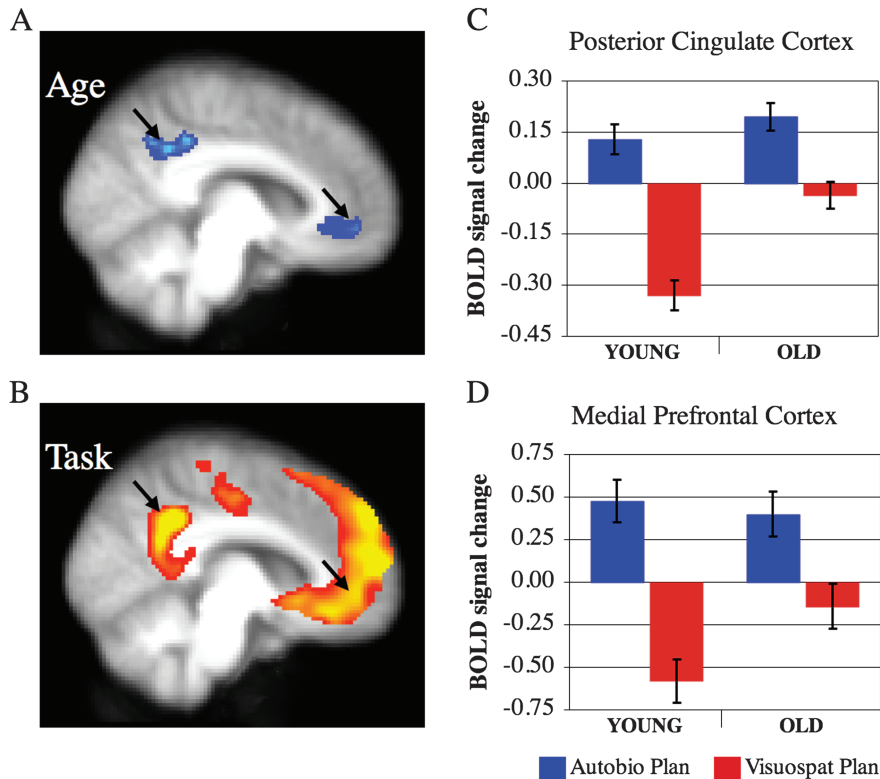 A
Age
B
Task
C
Posterior Cingulate Cortex
BOLD signal change
0.30
0.15
0.00
-0.15
-0.30
-0.45
YOUNG OLD
D
Medial Prefrontal Cortex
BOLD signal change
0.75
0.50
0.25
0.00
-0.25
-0.50
-0.75
YOUNG OLD
Autobio Plan Visuospat Plan